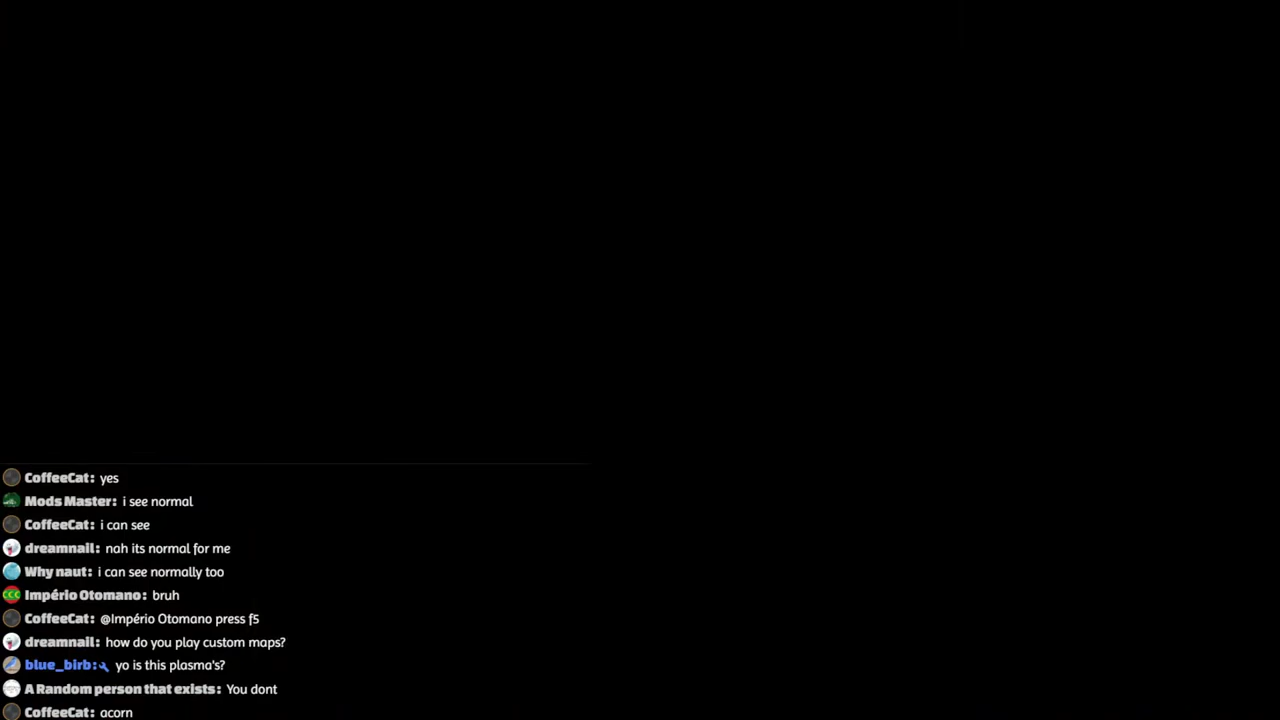 CoffeeCat: yes
Mods Master: i see normal
CoffeeCat: i can see
dreamnail: nah its normal for me
Why naut: i can see normally too
Império Otomano: bruh
CoffeeCat: @Império Otomano press f5
dreamnail: how do you play custom maps?
blue_birb: yo is this plasma's?
A Random person that exists: You dont
CoffeeCat: acorn